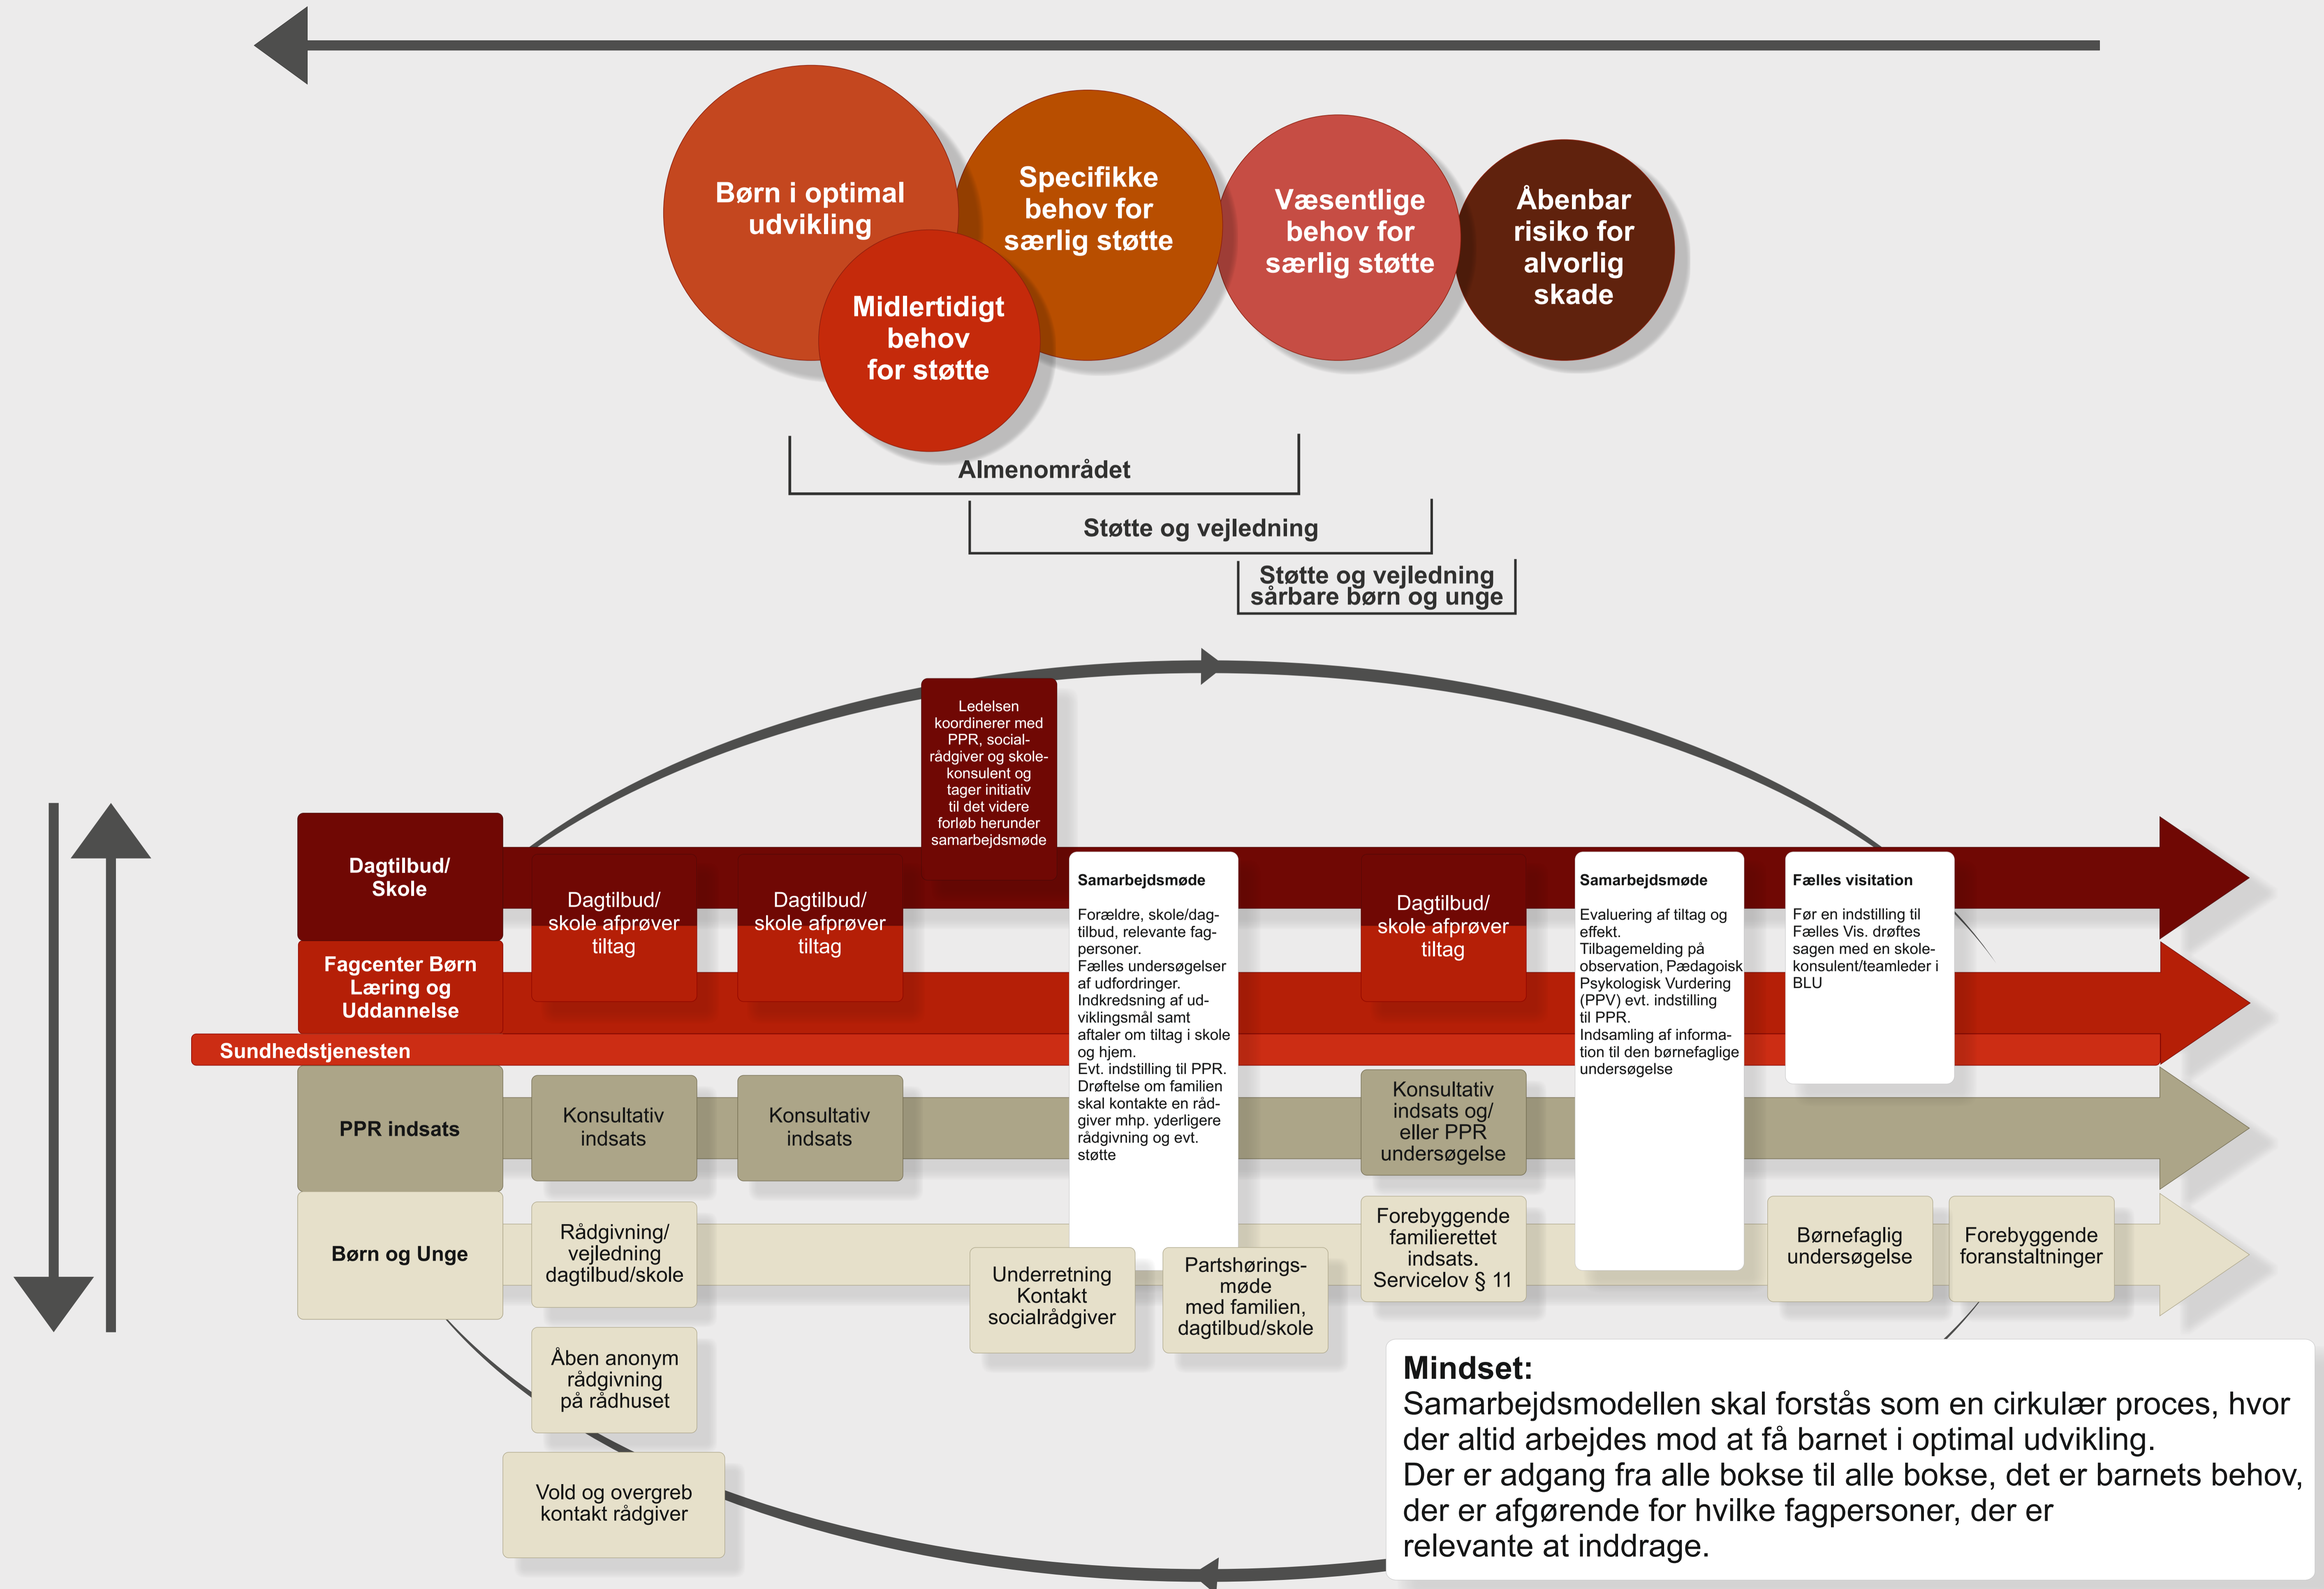 Børn i optimal
udvikling
Midlertidigt
behov
for støtte
Specifikke
behov for
særlig støtte
Væsentlige
behov for
særlig støtte
Åbenbar
risiko for
alvorlig
skade
Almenområdet
Støtte og vejledning
Støtte og vejledning
sårbare børn og unge
Ledelsen
koordinerer med
PPR, social-
rådgiver og skole-
konsulent og
tager initiativ
til det videre
forløb herunder
samarbejdsmøde
Dagtilbud/
Skole
Dagtilbud/
skole afprøver
tiltag
Dagtilbud/
skole afprøver
tiltag
Samarbejdsmøde
Forældre, skole/dag-
tilbud, relevante fag-
personer.
Fælles undersøgelser
af udfordringer.
Indkredsning af ud-
viklingsmål samt
aftaler om tiltag i skole
og hjem.
Evt. indstilling til PPR.
Drøftelse om familien
skal kontakte en råd-
giver mhp. yderligere
rådgivning og evt.
støtte
Dagtilbud/
skole afprøver
tiltag
Samarbejdsmøde
Evaluering af tiltag og
effekt.
Tilbagemelding på
observation, Pædagoisk
Psykologisk Vurdering
(PPV) evt. indstilling
til PPR.
Indsamling af informa-
tion til den børnefaglige
undersøgelse
Fælles visitation
Før en indstilling til
Fælles Vis. drøftes
sagen med en skole-
konsulent/teamleder i
BLU
Fagcenter Børn
Læring og
Uddannelse
Sundhedstjenesten
PPR indsats
Konsultativ
indsats
Konsultativ
indsats
Konsultativ
indsats og/
eller PPR
undersøgelse
Børn og Unge
Rådgivning/
vejledning
dagtilbud/skole
Underretning
Kontakt
socialrådgiver
Partshørings-
møde
med familien,
dagtilbud/skole
Forebyggende
familierettet
indsats.
Servicelov § 11
Børnefaglig
undersøgelse
Forebyggende
foranstaltninger
Åben anonym
rådgivning
på rådhuset
Vold og overgreb
kontakt rådgiver
Mindset:
Samarbejdsmodellen skal forstås som en cirkulær proces, hvor
der altid arbejdes mod at få barnet i optimal udvikling.
Der er adgang fra alle bokse til alle bokse, det er barnets behov,
der er afgørende for hvilke fagpersoner, der er
relevante at inddrage.